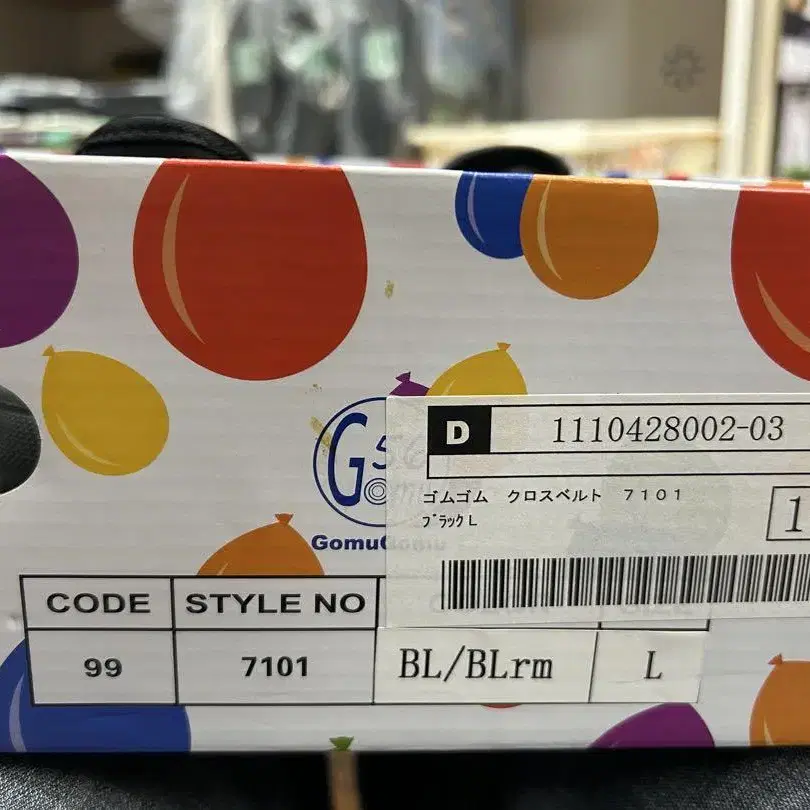 D 1110428002-03
ゴムゴム クロスベルト 7101
ﾌﾞﾗｯｸL
1
GomuGomu
CODE STYLE NO
99 7101 BL/BLrm L